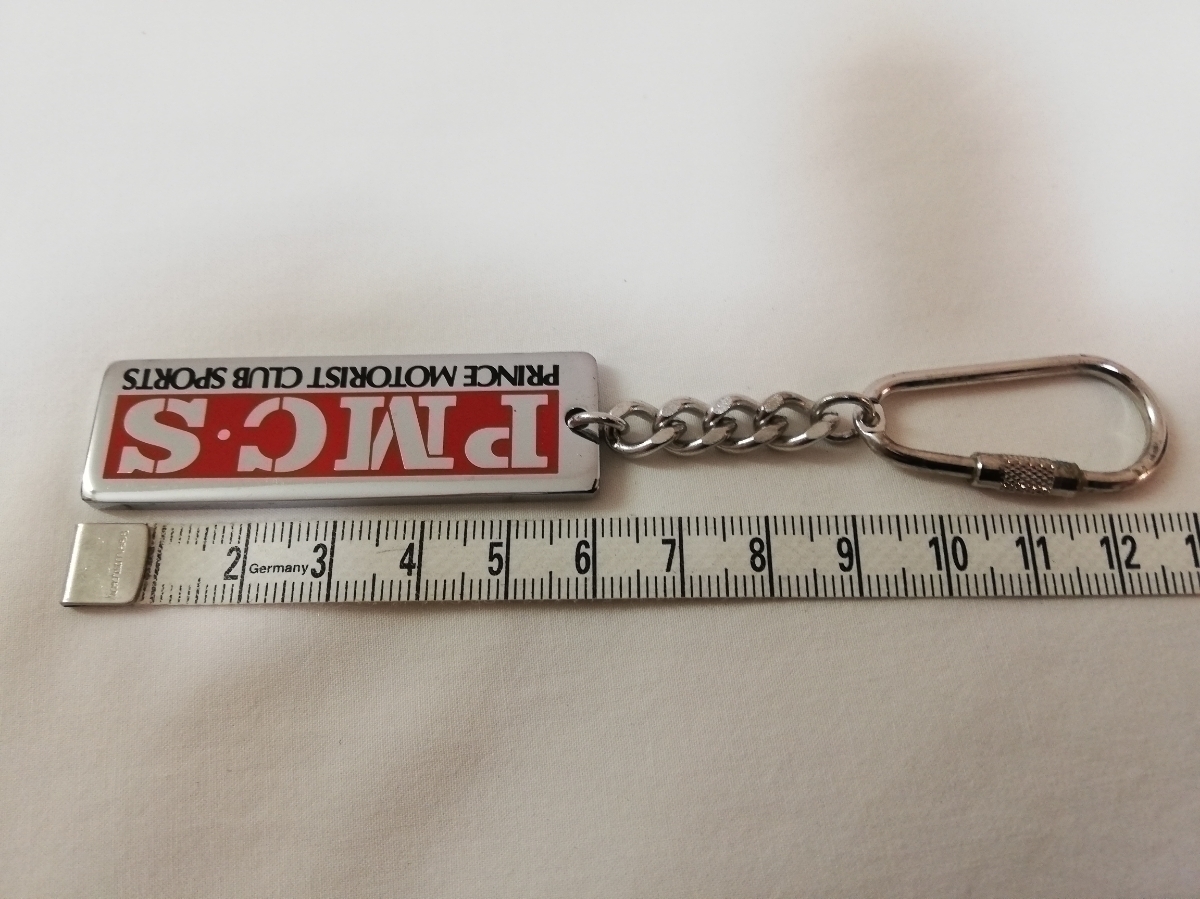 PMC·S
PRINCE MOTORIST CLUB SPORTS
2 Germany 3 4 5 6 7 8 9 10 11 12